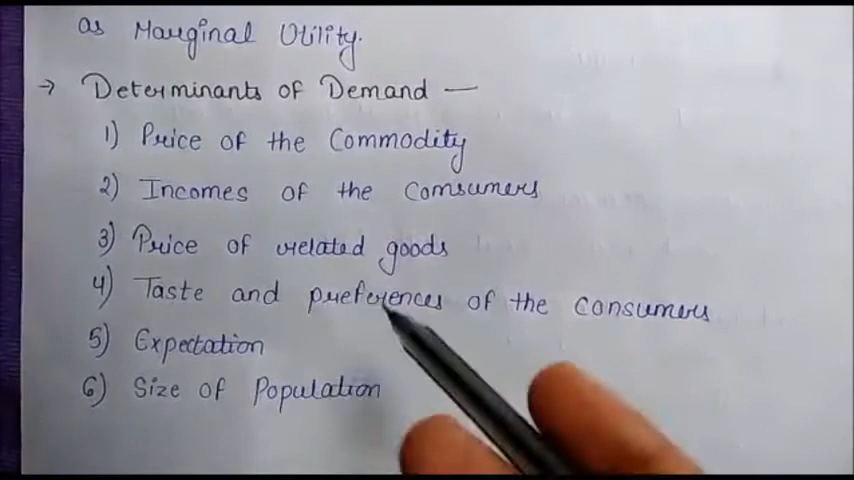 as Marginal Utility.
→ Determinants of Demand —
1) Price of the Commodity
2) Incomes of the Comsumers
3) Price of related goods
4) Taste and preferences of the consumers
5) Expectation
6) Size of Population